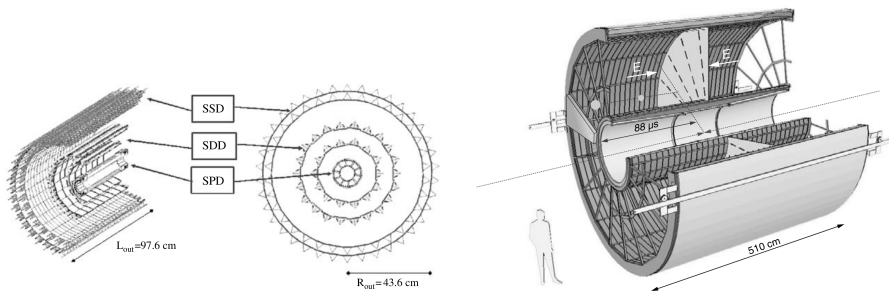 SSD
SDD
SPD
L_out=97.6 cm
R_out=43.6 cm
E
E
88 µs
510 cm